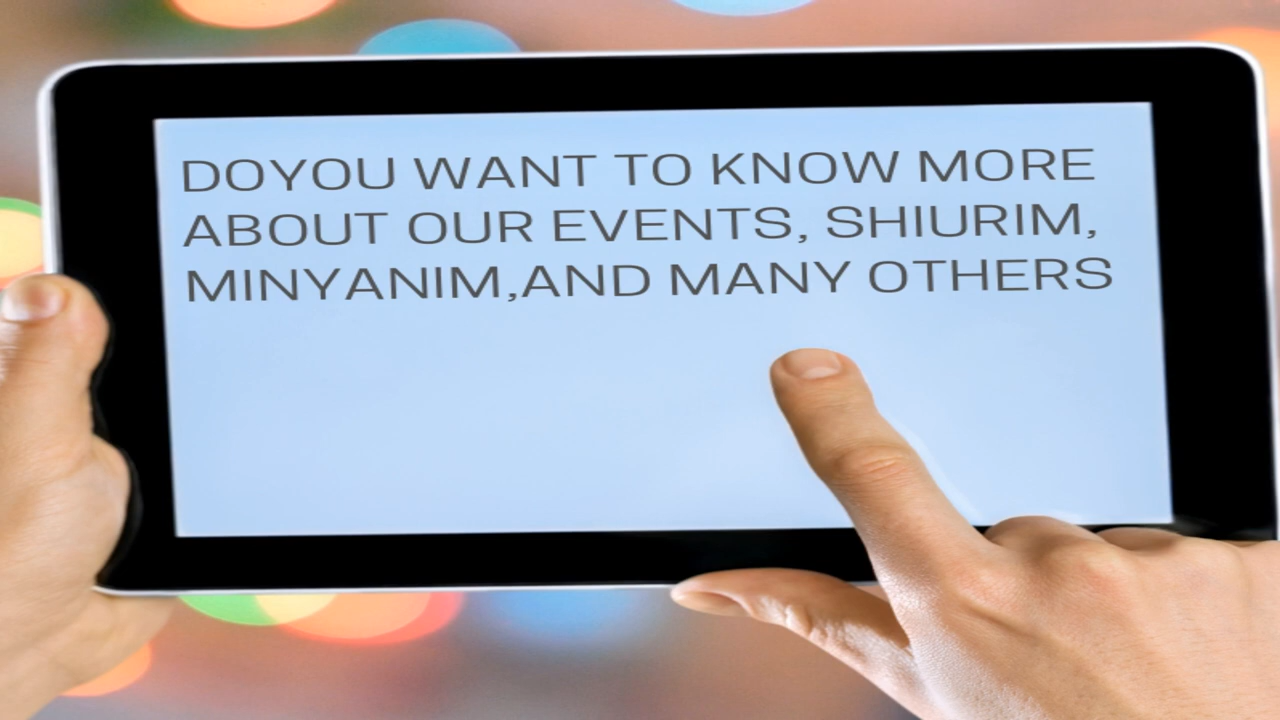 DOYOU WANT TO KNOW MORE
ABOUT OUR EVENTS, SHIURIM,
MINYANIM,AND MANY OTHERS